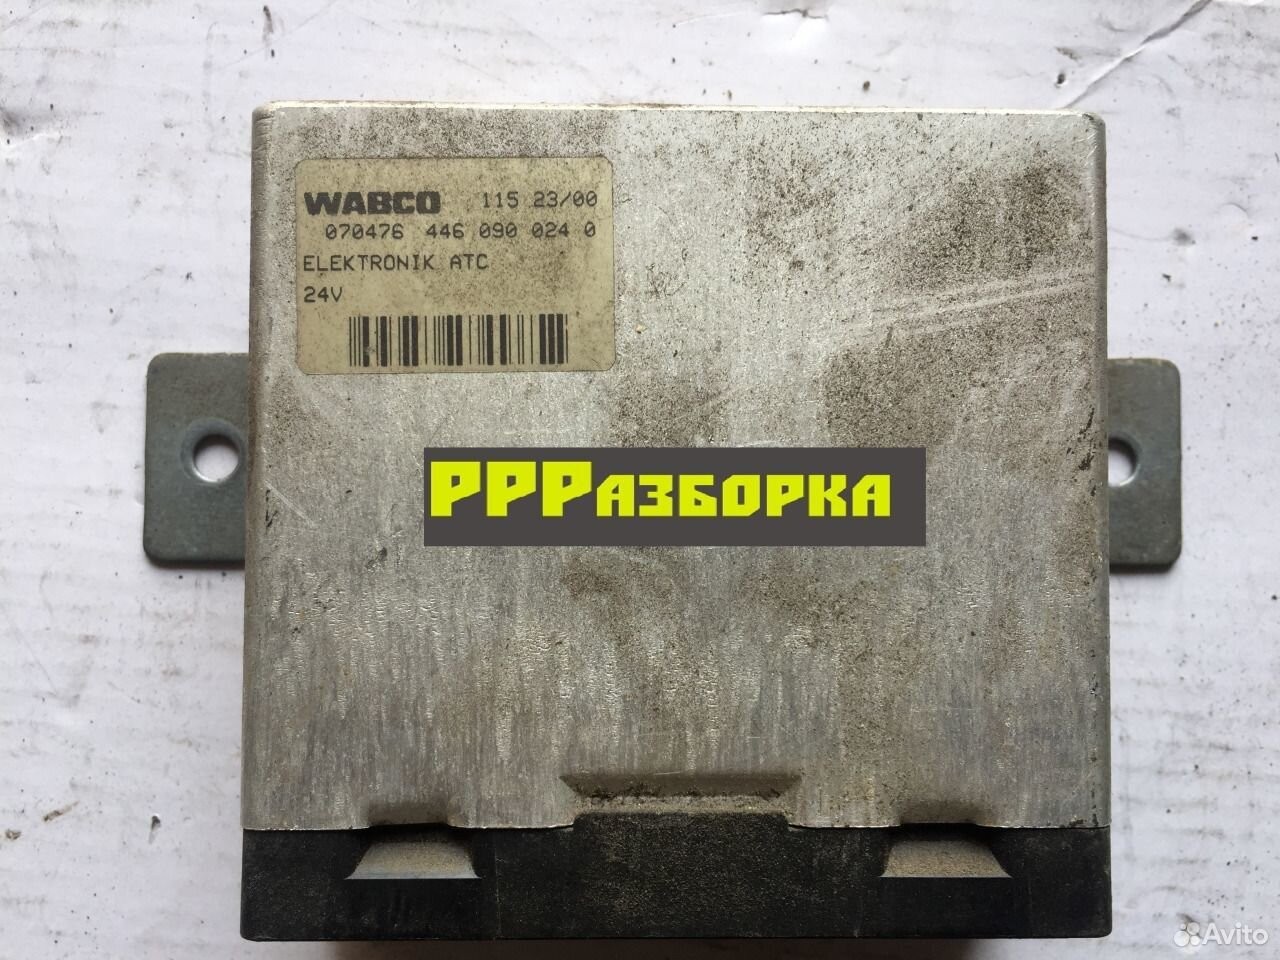 WABCO 115 23/00
070476 446 090 024 0
ELEKTRONIK ATC
24V
РРРАЗБОРКА
Avito